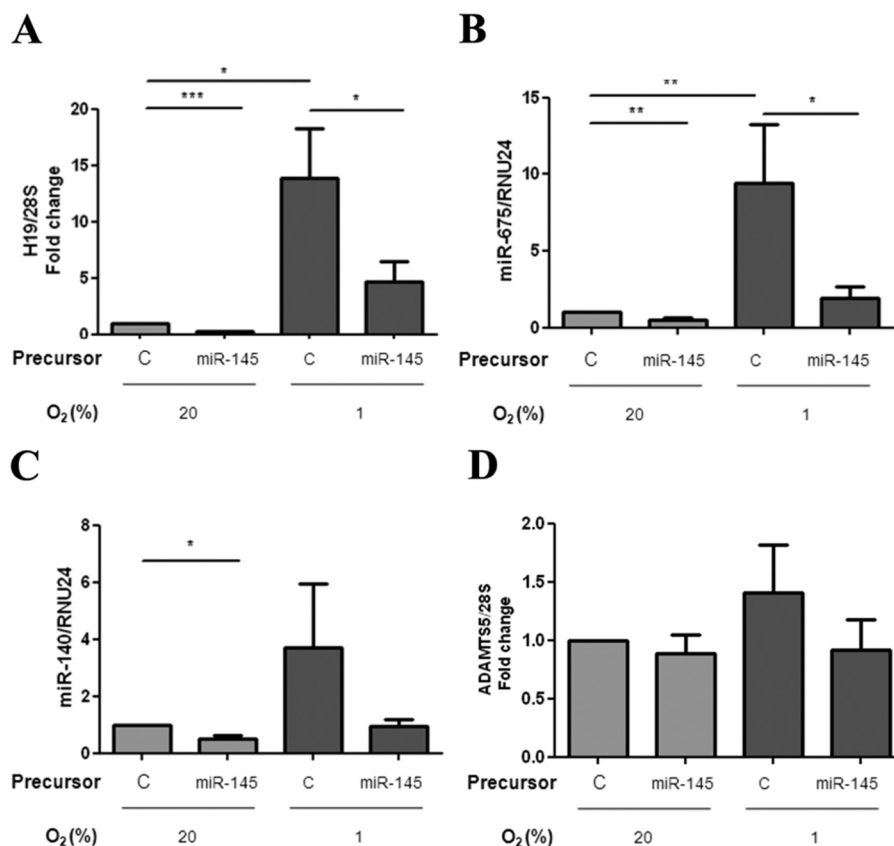 A
* 
***
*
H19/28S
Fold change
20
15
10
5
0
Precursor C miR-145 C miR-145
O2(%) 20 1
B
**
**
*
miR-675/RNU24
15
10
5
0
Precursor C miR-145 C miR-145
O2(%) 20 1
C
*
miR-140/RNU24
8
6
4
2
0
Precursor C miR-145 C miR-145
O2(%) 20 1
D
ADAMTS5/28S
Fold change
2.0
1.5
1.0
0.5
0.0
Precursor C miR-145 C miR-145
O2(%) 20 1